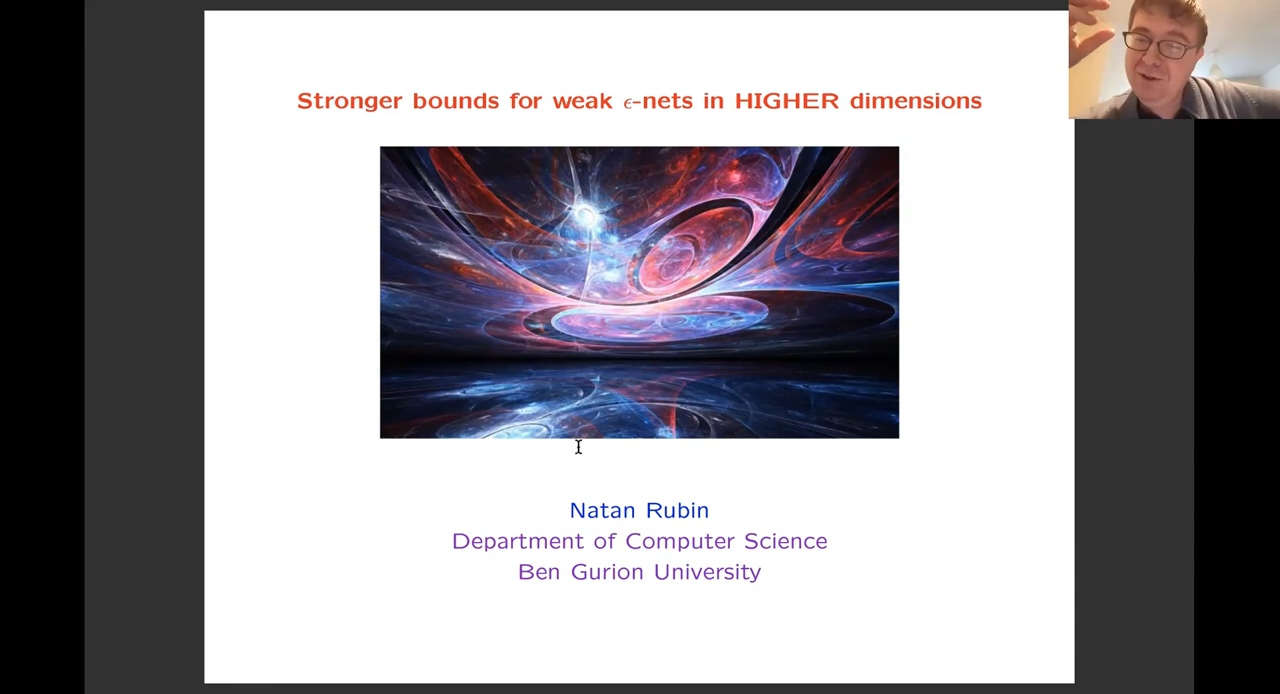 Stronger bounds for weak ϵ-nets in HIGHER dimensions
Natan Rubin
Department of Computer Science
Ben Gurion University